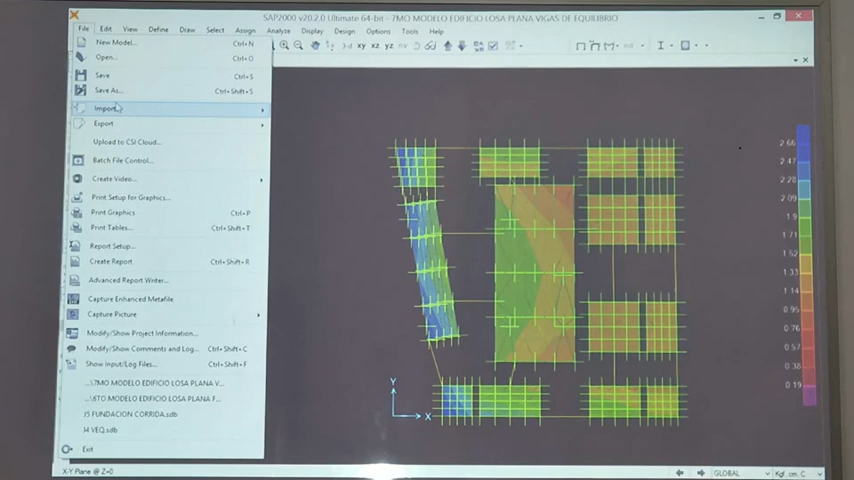 SAP2000 v20.2.0 Ultimate 64-bit - 7MO MODELO EDIFICIO LOSA PLANA VIGAS DE EQUILIBRIO
File Edit View Define Draw Select Assign Analyze Display Design Options Tools Help
3-d xy xz yz nv
New Model... Ctrl+N
Open... Ctrl+O
Save Ctrl+S
Save As... Ctrl+Shift+S
Import
Export
Upload to CSI Cloud...
Batch File Control...
Create Video...
Print Setup for Graphics...
Print Graphics Ctrl+P
Print Tables... Ctrl+Shift+T
Report Setup...
Create Report Ctrl+Shift+R
Advanced Report Writer...
Capture Enhanced Metafile
Capture Picture
Modify/Show Project Information...
Modify/Show Comments and Log... Ctrl+Shift+C
Show Input/Log Files... Ctrl+Shift+F
...\7MO MODELO EDIFICIO LOSA PLANA V...
...\6TO MODELO EDIFICIO LOSA PLANA F...
J5 FUNDACION CORRIDA.sdb
J4 VEQ.sdb
Exit
2.66
2.47
2.28
2.09
1.9
1.71
1.52
1.33
1.14
0.95
0.76
0.57
0.38
0.19
Y
X
X-Y Plane @ Z=0 GLOBAL Kgf, cm, C